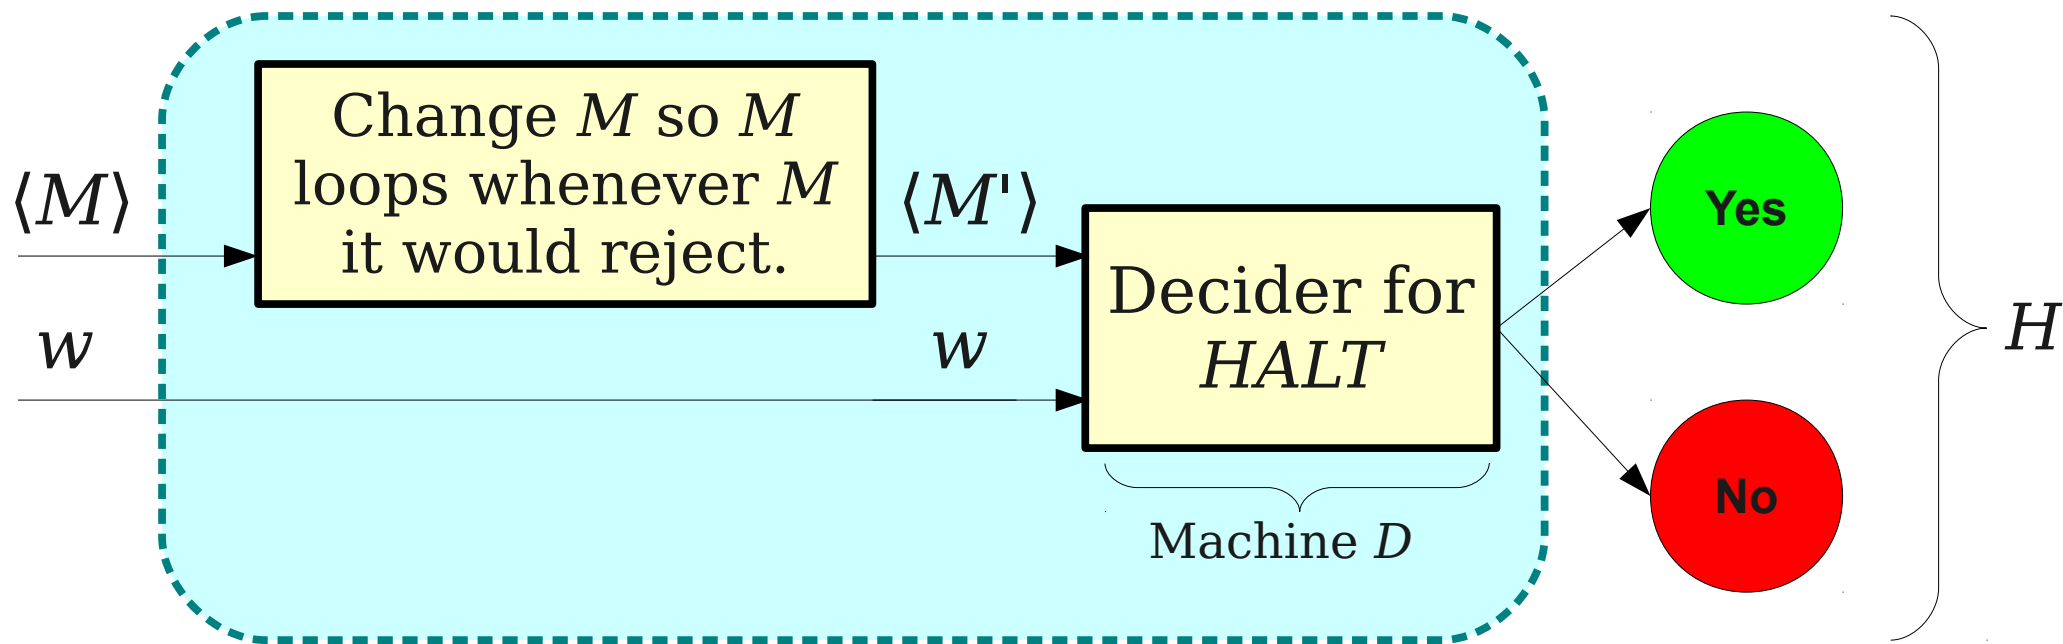 Change M so M
loops whenever M
it would reject.
⟨M⟩
⟨M'⟩
w
w
Decider for
HALT
Machine D
Yes
No
H